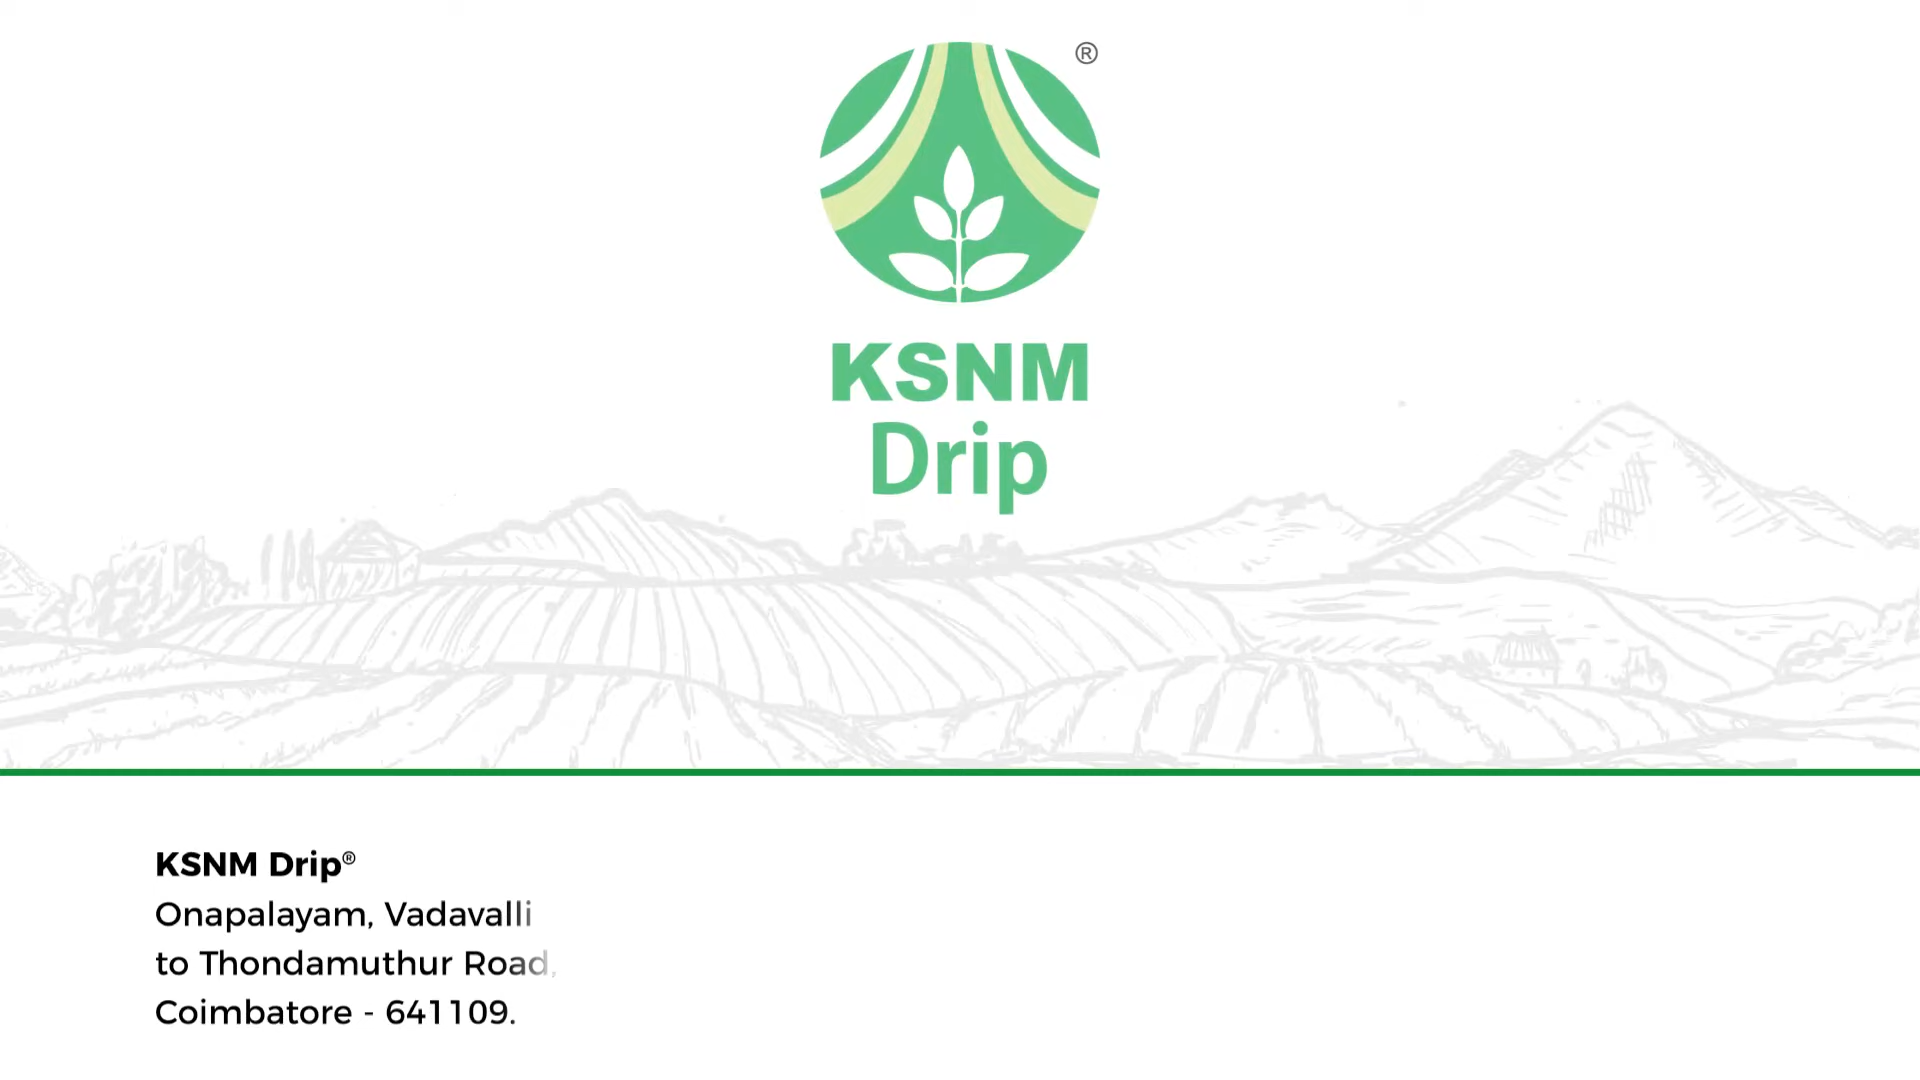 ®
KSNM
Drip
KSNM Drip®
Onapalayam, Vadavalli
to Thondamuthur Road,
Coimbatore - 641109.